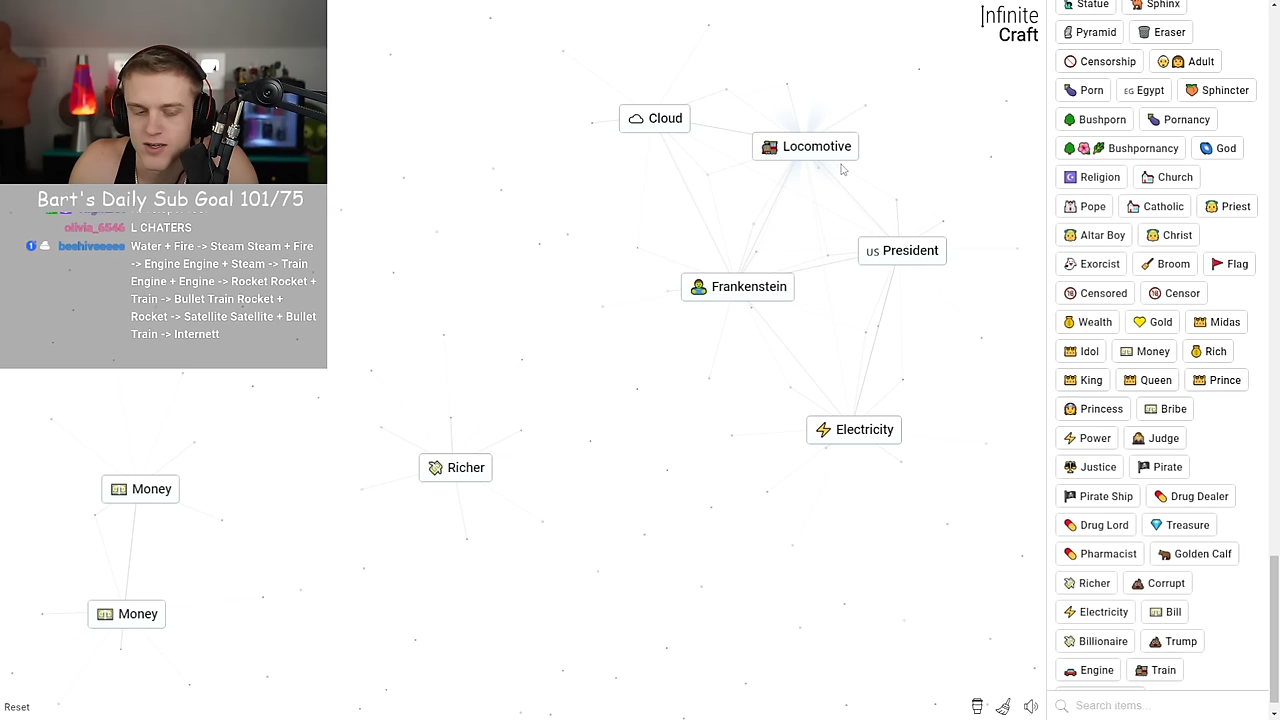 Infinite
Craft
Bart's Daily Sub Goal 101/75
olivia_6546 L CHATERS
beehiveeeee Water + Fire -> Steam Steam + Fire
-> Engine Engine + Steam -> Train
Engine + Engine -> Rocket Rocket +
Train -> Bullet Train Rocket +
Rocket -> Satellite Satellite + Bullet
Train -> Internett
Cloud
Locomotive
US President
Frankenstein
Electricity
Richer
Money
Money
Reset
Statue Sphinx
Pyramid Eraser
Censorship Adult
Porn EG Egypt Sphincter
Bushporn Pornancy
Bushpornancy God
Religion Church
Pope Catholic Priest
Altar Boy Christ
Exorcist Broom Flag
Censored Censor
Wealth Gold Midas
Idol Money Rich
King Queen Prince
Princess Bribe
Power Judge
Justice Pirate
Pirate Ship Drug Dealer
Drug Lord Treasure
Pharmacist Golden Calf
Richer Corrupt
Electricity Bill
Billionaire Trump
Engine Train
Search items...